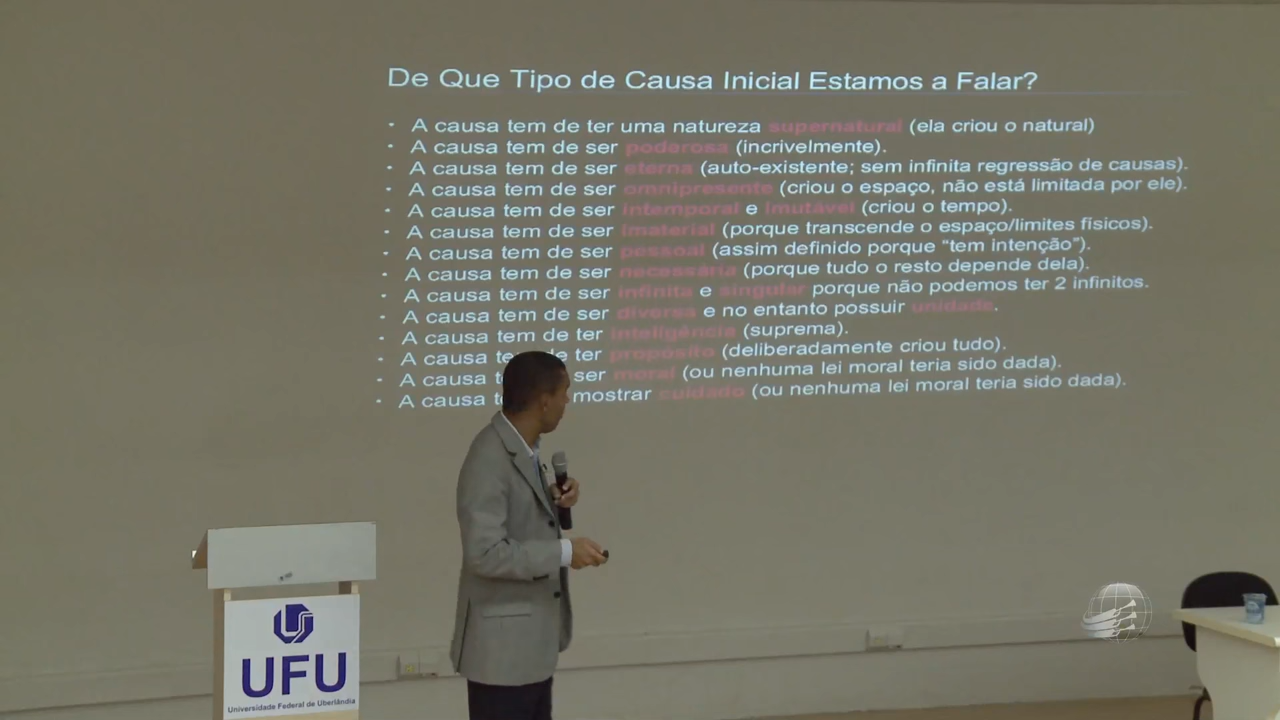 De Que Tipo de Causa Inicial Estamos a Falar?
• A causa tem de ter uma natureza supernatural (ela criou o natural)
• A causa tem de ser poderosa (incrivelmente).
• A causa tem de ser eterna (auto-existente; sem infinita regressão de causas).
• A causa tem de ser omnipresente (criou o espaço, não está limitada por ele).
• A causa tem de ser intemporal e imutável (criou o tempo).
• A causa tem de ser imaterial (porque transcende o espaço/limites físicos).
• A causa tem de ser pessoal (assim definido porque “tem intenção”).
• A causa tem de ser necessária (porque tudo o resto depende dela).
• A causa tem de ser infinita e singular porque não podemos ter 2 infinitos.
• A causa tem de ser diversa e no entanto possuir unidade.
• A causa tem de ter inteligência (suprema).
• A causa te de ter propósito (deliberadamente criou tudo).
• A causa ser moral (ou nenhuma lei moral teria sido dada).
• A causa mostrar cuidado (ou nenhuma lei moral teria sido dada).
UFU
Universidade Federal de Uberlândia